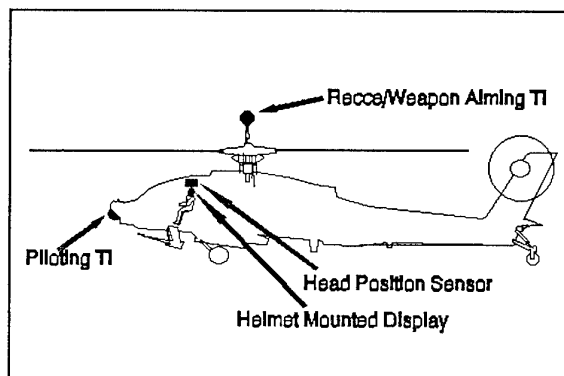 Recce/Weapon Aiming TI
Piloting TI
Head Position Sensor
Helmet Mounted Display